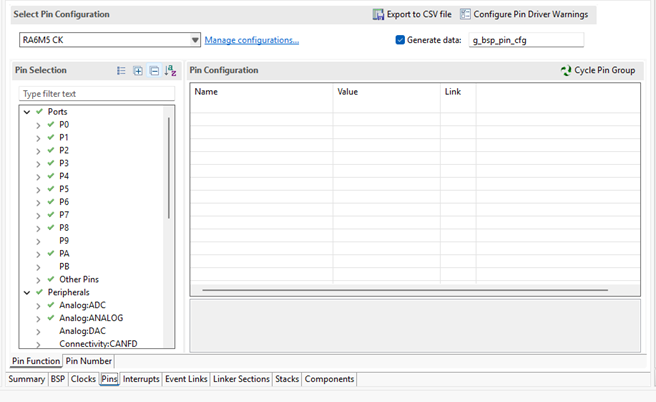 Select Pin Configuration
Export to CSV file
Configure Pin Driver Warnings
RA6M5 CK
Manage configurations...
Generate data:
g_bsp_pin_cfg
Pin Selection
Pin Configuration
Cycle Pin Group
Type filter text
Name
Value
Link
Ports
P0
P1
P2
P3
P4
P5
P6
P7
P8
P9
PA
PB
Other Pins
Peripherals
Analog:ADC
Analog:ANALOG
Analog:DAC
Connectivity:CANFD
Pin Function
Pin Number
Summary
BSP
Clocks
Pins
Interrupts
Event Links
Linker Sections
Stacks
Components